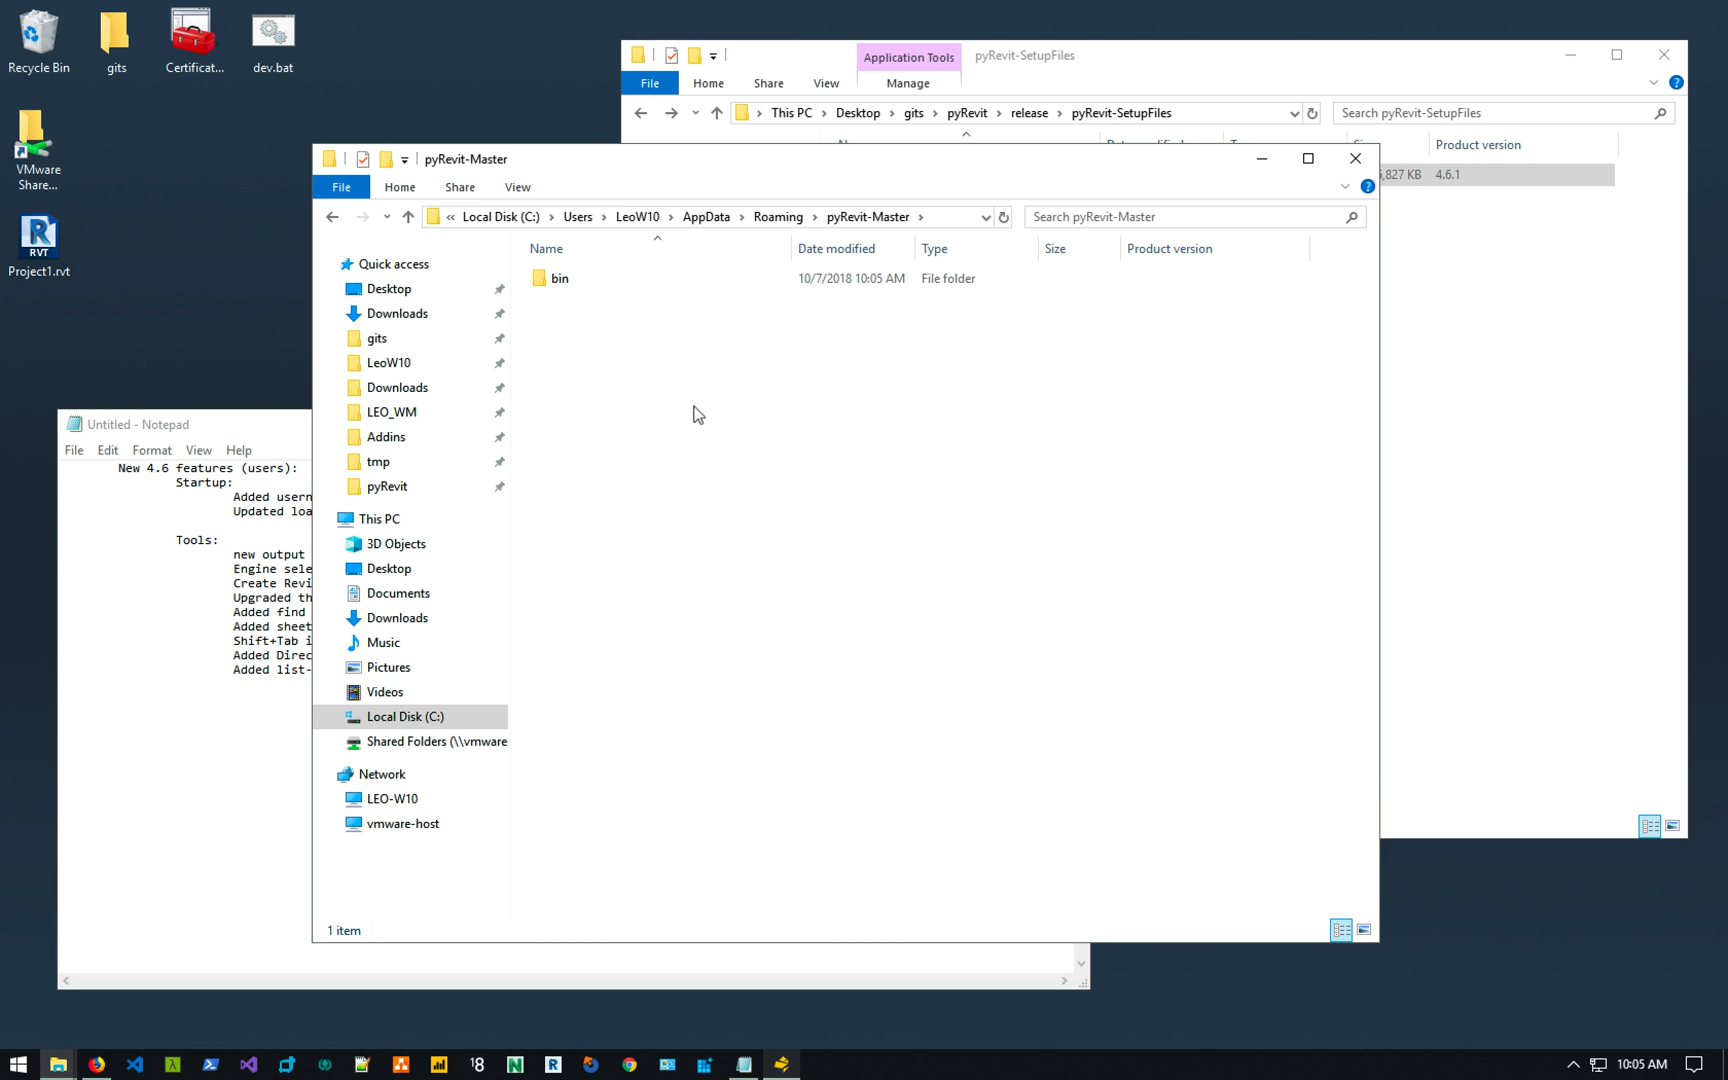 Recycle Bin
gits
Certificat...
dev.bat
VMware
Share...
Project1.rvt
Application Tools
pyRevit-SetupFiles
File
Home
Share
View
Manage
This PC
Desktop
gits
pyRevit
release
pyRevit-SetupFiles
Search pyRevit-SetupFiles
Product version
,827 KB
4.6.1
pyRevit-Master
File
Home
Share
View
« Local Disk (C:)
Users
LeoW10
AppData
Roaming
pyRevit-Master
Search pyRevit-Master
Name
Date modified
Type
Size
Product version
bin
10/7/2018 10:05 AM
File folder
Quick access
Desktop
Downloads
gits
LeoW10
Downloads
LEO_WM
Addins
tmp
pyRevit
This PC
3D Objects
Desktop
Documents
Downloads
Music
Pictures
Videos
Local Disk (C:)
Shared Folders (\\vmware
Network
LEO-W10
vmware-host
1 item
Untitled - Notepad
File
Edit
Format
View
Help
New 4.6 features (users):
Startup:
Added usern
Updated loa
Tools:
new output
Engine sele
Create Revi
Upgraded th
Added find
Added sheet
Shift+Tab i
Added Direc
Added list-
10:05 AM